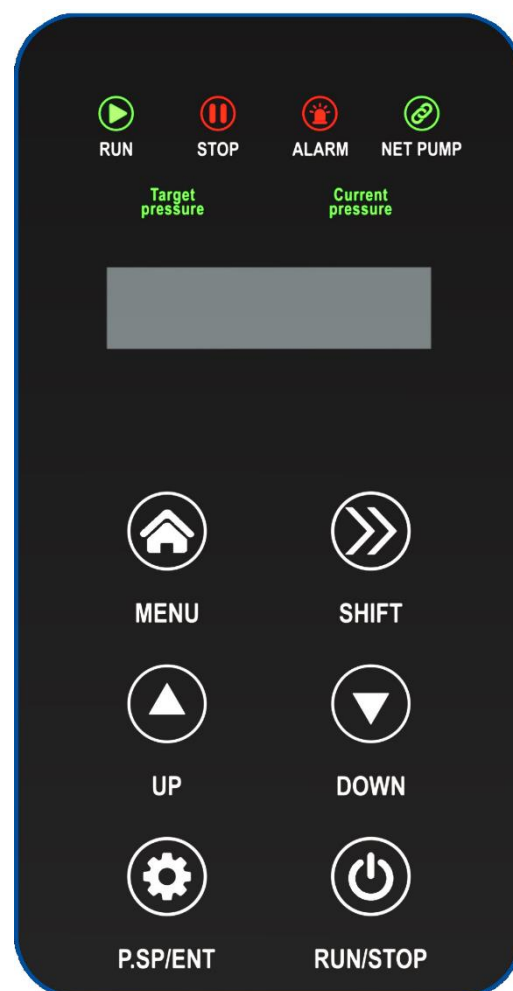 RUN STOP ALARM NET PUMP
Target Current
pressure pressure
MENU SHIFT
UP DOWN
P.SP/ENT RUN/STOP